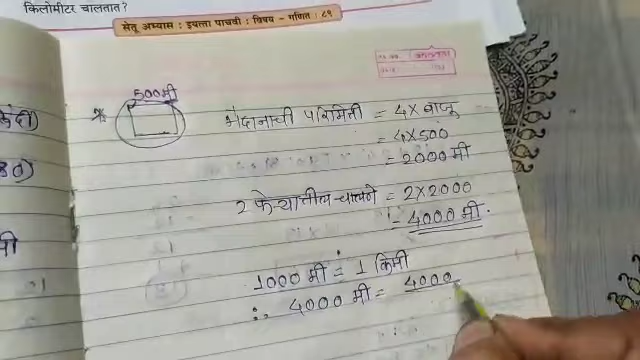 किलोमीटर चालतात?
सेतू अभ्यास : इयत्ता पाचवी : विषय - गणित : ८९
500मी
* मैदानाची परिमिती = 4 × बाजू
= 4×500
= 2000 मी
2 फेऱ्यातील चालणे = 2×2000
= 4000 मी.
1000 मी = 1 किमी
∴ 4000 मी = 4000